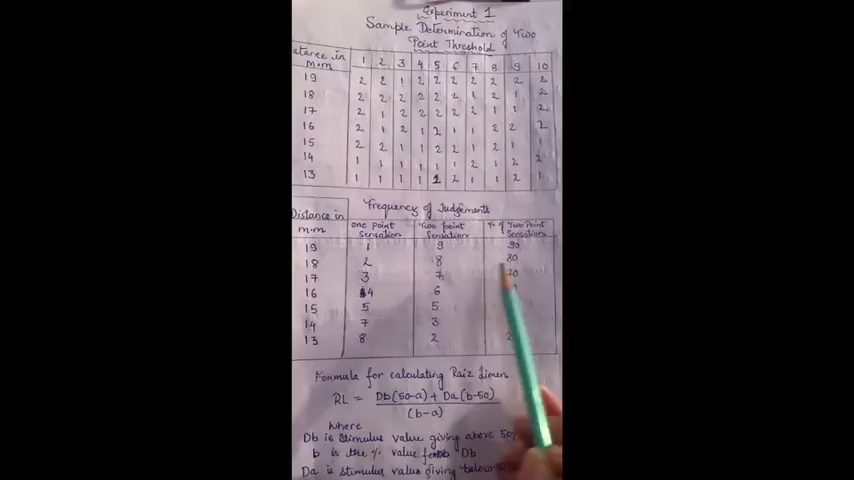 Experiment 1
Sample Determination of Two
Point Threshold
Distance in m.m 1 2 3 4 5 6 7 8 9 10
19 2 2 1 2 2 2 2 2 2 2
18 2 2 2 2 2 2 1 2 1 2
17 2 1 2 2 2 2 2 1 1 2
16 2 1 2 1 2 1 1 2 2 2
15 2 2 1 1 2 2 1 2 1 1
14 1 1 1 1 1 1 2 1 2 2
13 1 1 1 1 1 2 1 1 2 1
Frequency of Judgements
Distance in m.m one point Sensation Two point Sensation % of Two Point Sensation
19 1 9 90
18 2 8 80
17 3 7 70
16 4 6
15 5 5
14 7 3
13 8 2
Formula for calculating Raiz Limen
RL = Db(50-a) + Da(b-50)
(b-a)
Where
Db is Stimulus value giving above 50%
b is the % value for Db
Da is stimulus value giving below